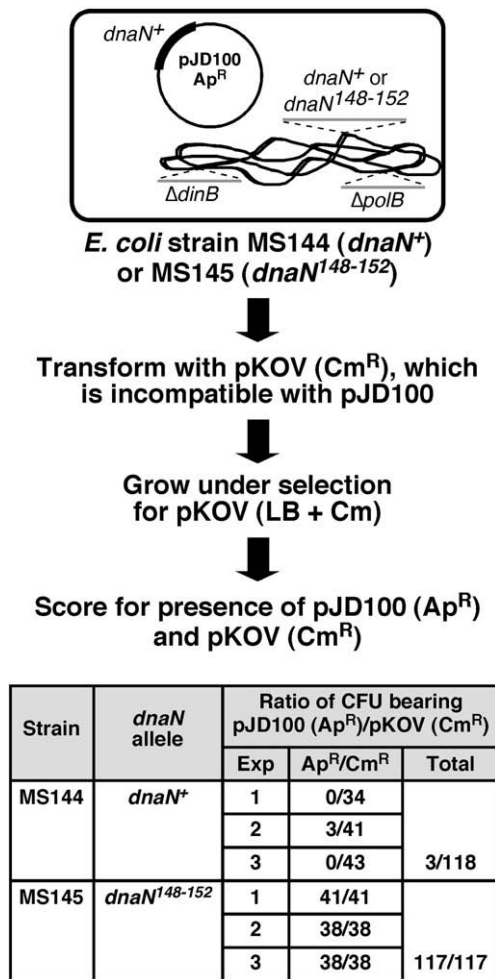 dnaN⁺
pJD100
Apᴿ
dnaN⁺ or
dnaN¹⁴⁸⁻¹⁵²
ΔdinB
ΔpolB
E. coli strain MS144 (dnaN⁺)
or MS145 (dnaN¹⁴⁸⁻¹⁵²)
Transform with pKOV (Cmᴿ), which
is incompatible with pJD100
Grow under selection
for pKOV (LB + Cm)
Score for presence of pJD100 (Apᴿ)
and pKOV (Cmᴿ)
Strain dnaN allele Ratio of CFU bearing
pJD100 (Apᴿ)/pKOV (Cmᴿ)
Exp Apᴿ/Cmᴿ Total
MS144 dnaN⁺ 1 0/34
2 3/41
3 0/43 3/118
MS145 dnaN¹⁴⁸⁻¹⁵² 1 41/41
2 38/38
3 38/38 117/117